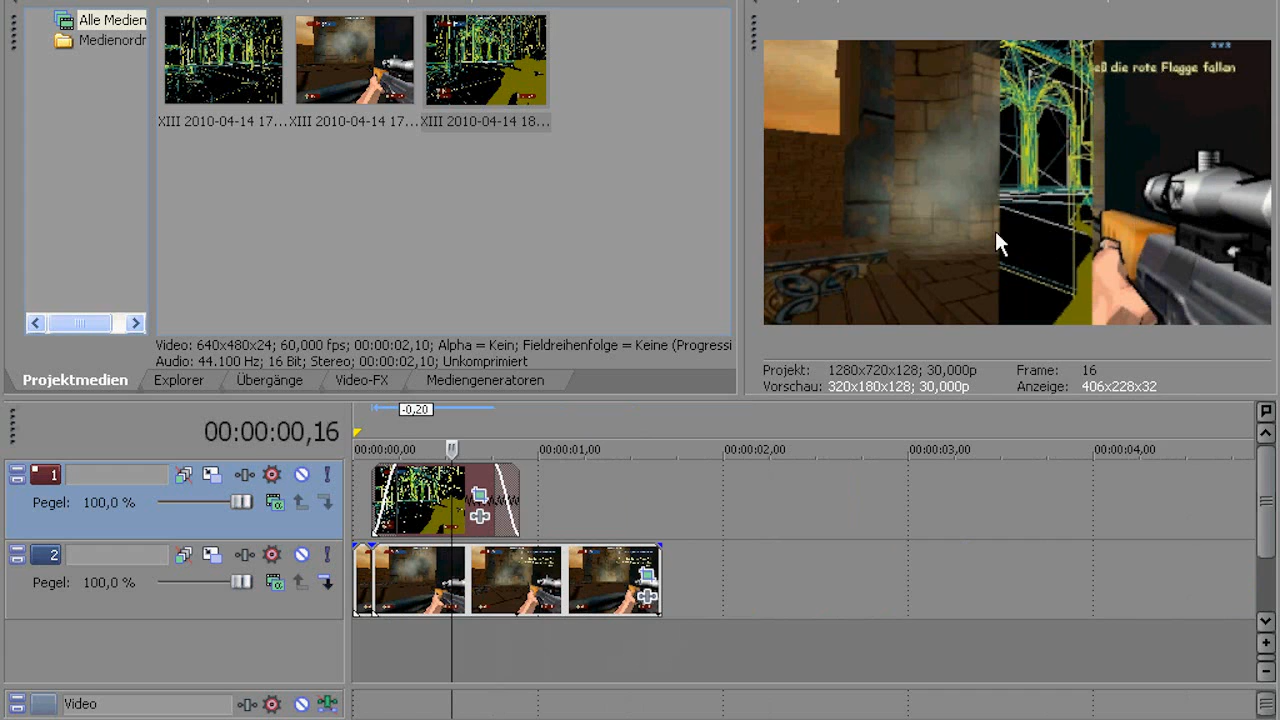 Alle Medien
Medienordr
XIII 2010-04-14 17...
XIII 2010-04-14 17...
XIII 2010-04-14 18...
***
eß die rote Flagge fallen
Video: 640x480x24; 60,000 fps; 00:00:02,10; Alpha = Kein; Fieldreihenfolge = Keine (Progressi
Audio: 44.100 Hz; 16 Bit; Stereo; 00:00:02,10; Unkomprimiert
Projektmedien
Explorer
Übergänge
Video-FX
Mediengeneratoren
Projekt: 1280x720x128; 30,000p
Frame: 16
Vorschau: 320x180x128; 30,000p
Anzeige: 406x228x32
-0,20
00:00:00,16
00:00:00,00
00:00:01,00
00:00:02,00
00:00:03,00
00:00:04,00
1
Pegel: 100,0 %
2
Pegel: 100,0 %
Video